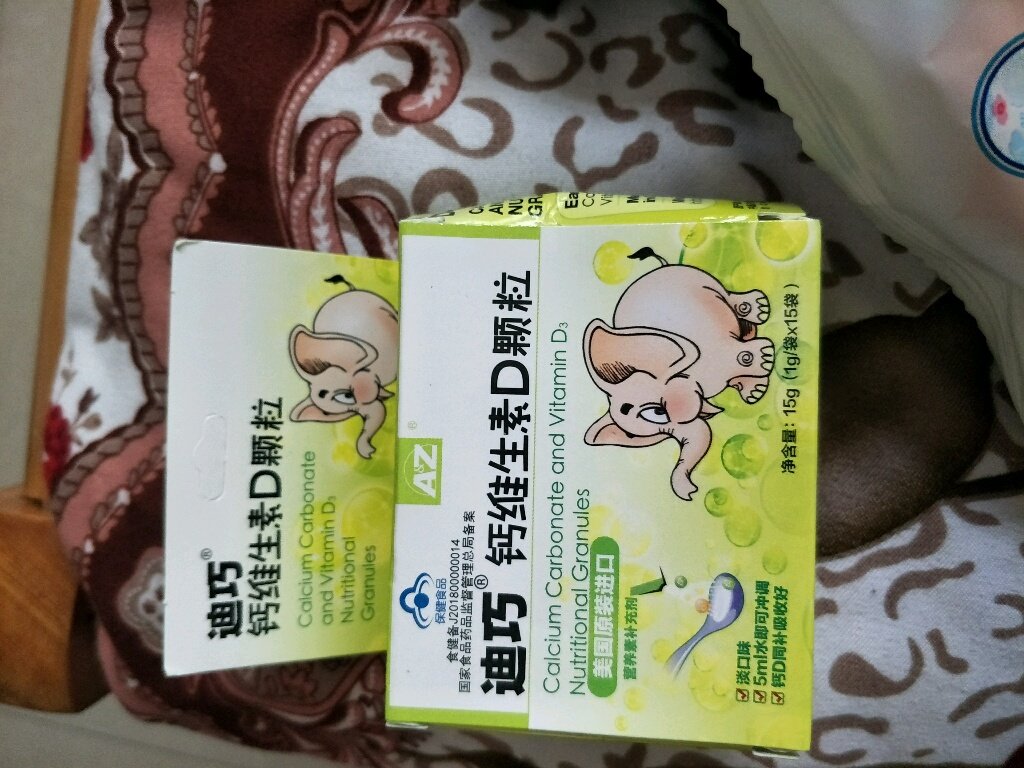 迪巧®
钙维生素D颗粒
Calcium Carbonate
and Vitamin D₃
Nutritional
Granules
A-Z®
保健食品
食健备J201800000014
国家食品药品监督管理总局备案
迪巧® 钙维生素D颗粒
Calcium Carbonate and Vitamin D₃
Nutritional Granules
美国原装进口
营养素补充剂
净含量：15g（1g/袋x15袋）
淡口味
5ml水即可冲调
钙D同补吸收好